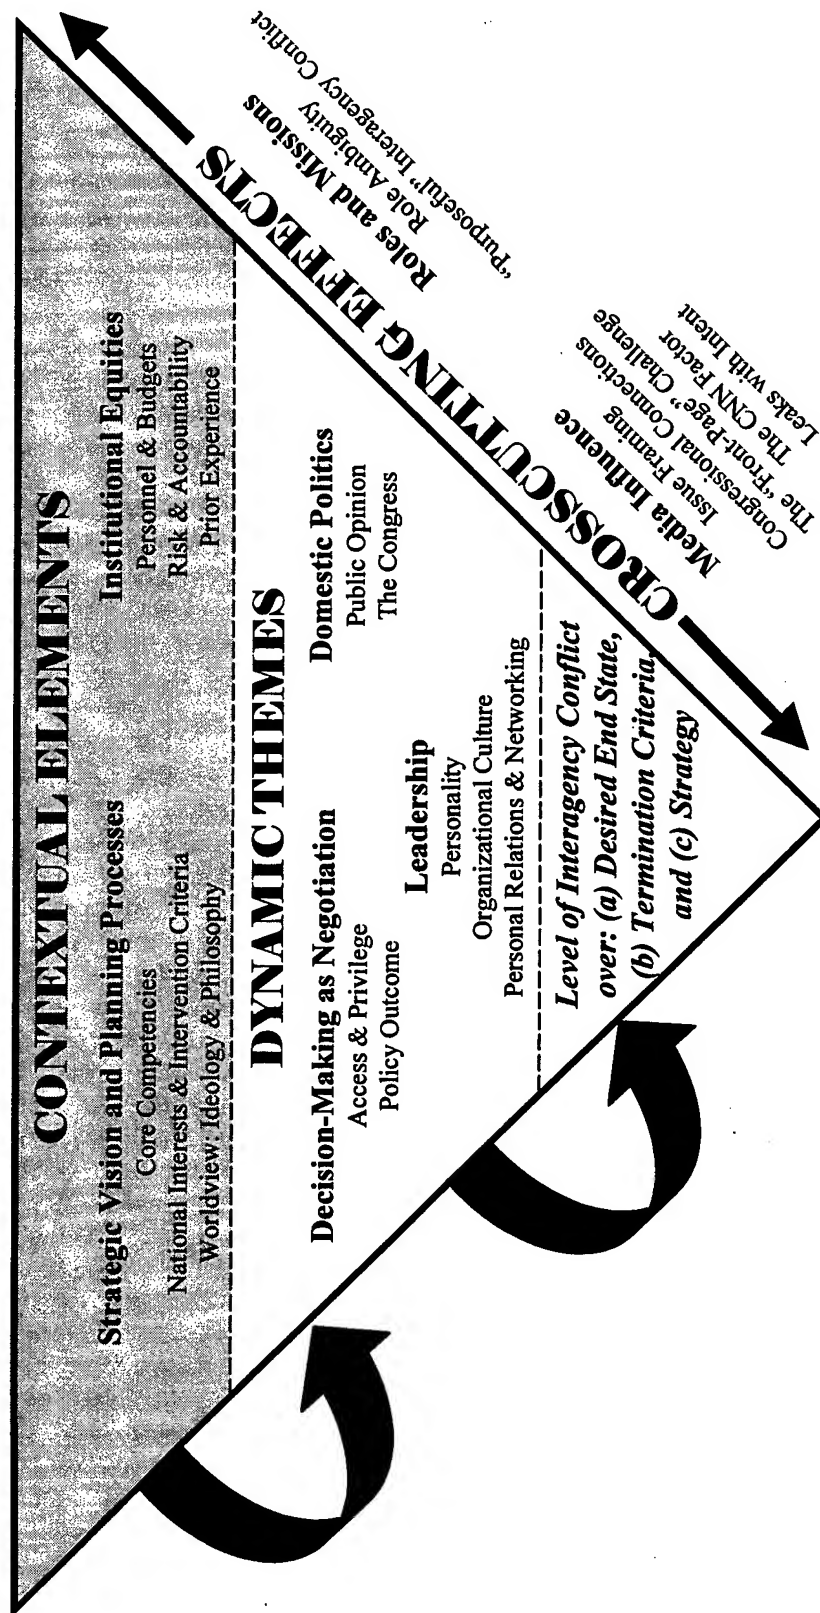 CONTEXTUAL ELEMENTS
Strategic Vision and Planning Processes
Core Competencies
National Interests & Intervention Criteria
Worldview: Ideology & Philosophy
Institutional Equities
Personnel & Budgets
Risk & Accountability
Prior Experience
DYNAMIC THEMES
Decision-Making as Negotiation
Access & Privilege
Policy Outcome
Domestic Politics
Public Opinion
The Congress
Leadership
Personality
Organizational Culture
Personal Relations & Networking
Level of Interagency Conflict
over: (a) Desired End State,
(b) Termination Criteria,
and (c) Strategy
CROSSCUTTING EFFECTS
Roles and Missions
Role Ambiguity
“Purposeful” Interagency Conflict
Media Influence
Issue Framing
Congressional Connections
The “Front-Page” Challenge
The CNN Factor
Leaks with Intent